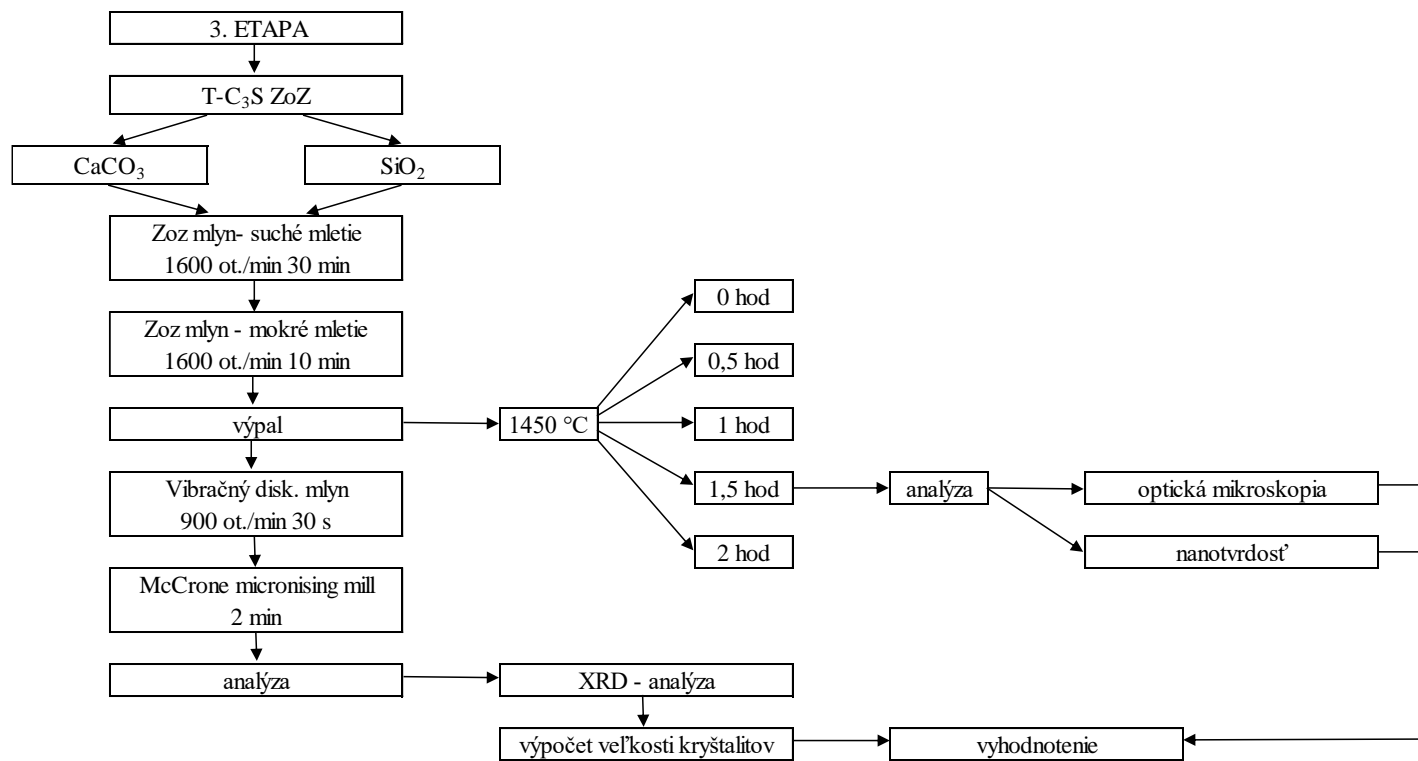 3. ETAPA
T-C₃S ZoZ
CaCO₃
SiO₂
Zoz mlyn- suché mletie
1600 ot./min 30 min
Zoz mlyn - mokré mletie
1600 ot./min 10 min
výpal
1450 °C
0 hod
0,5 hod
1 hod
1,5 hod
2 hod
analýza
optická mikroskopia
nanotvrdosť
Vibračný disk. mlyn
900 ot./min 30 s
McCrone micronising mill
2 min
analýza
XRD - analýza
výpočet veľkosti kryštalitov
vyhodnotenie